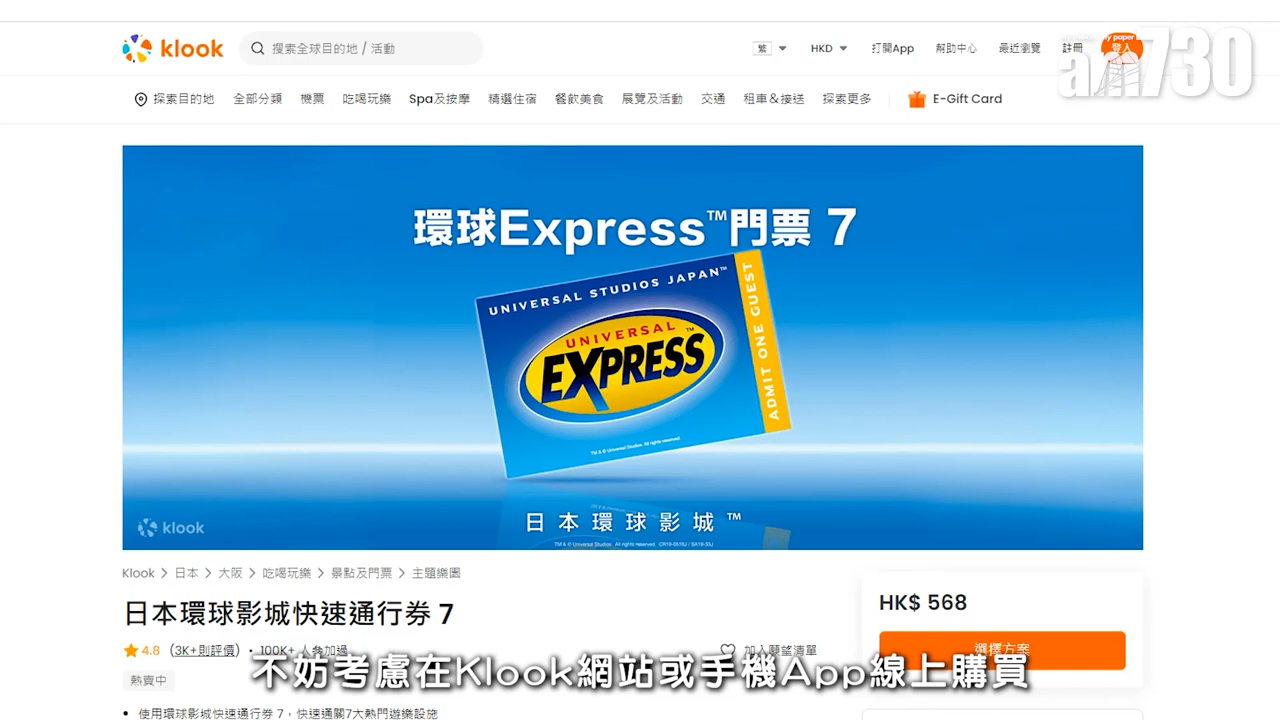 klook
搜索全球目的地 / 活動
繁
HKD
打開App
幫助中心
最近瀏覽
註冊
登入
am730
探索目的地
全部分類
機票
吃喝玩樂
Spa及按摩
精選住宿
餐飲美食
展覽及活動
交通
租車&接送
探索更多
E-Gift Card
環球Express™門票 7
UNIVERSAL STUDIOS JAPAN™
UNIVERSAL
EXPRESS™
ADMIT ONE GUEST
TM & © Universal Studios. All rights reserved.
日本環球影城™
klook
Klook > 日本 > 大阪 > 吃喝玩樂 > 景點及門票 > 主題樂園
日本環球影城快速通行券 7
HK$ 568
4.8 (3K+則評價) • 100K+ 人參加過
加入願望清單
選擇方案
不妨考慮在Klook網站或手機App線上購買
熱賣中
• 使用環球影城快速通行券 7，快速通關7大熱門遊樂設施